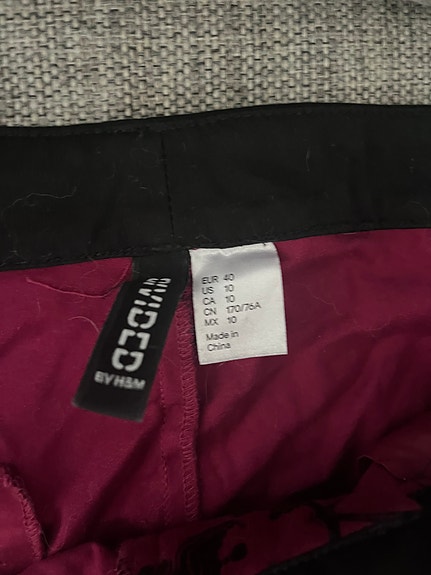 DIVIDED
BY H&M
EUR 40
US 10
CA 10
CN 170/76A
MX 10
Made in
China